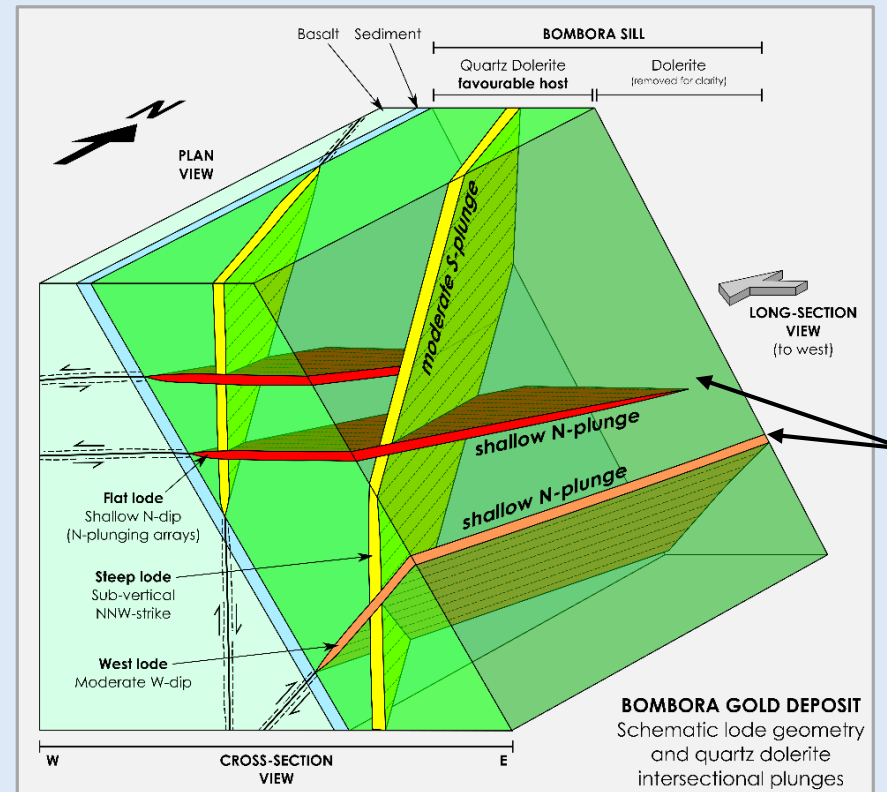 Basalt
Sediment
BOMBORA SILL
Quartz Dolerite
favourable host
Dolerite
(removed for clarity)
N
PLAN
VIEW
moderate S-plunge
LONG-SECTION
VIEW
(to west)
shallow N-plunge
shallow N-plunge
Flat lode
Shallow N-dip
(N-plunging arrays)
Steep lode
Sub-vertical
NNW-strike
West lode
Moderate W-dip
BOMBORA GOLD DEPOSIT
Schematic lode geometry
and quartz dolerite
intersectional plunges
W
CROSS-SECTION
VIEW
E